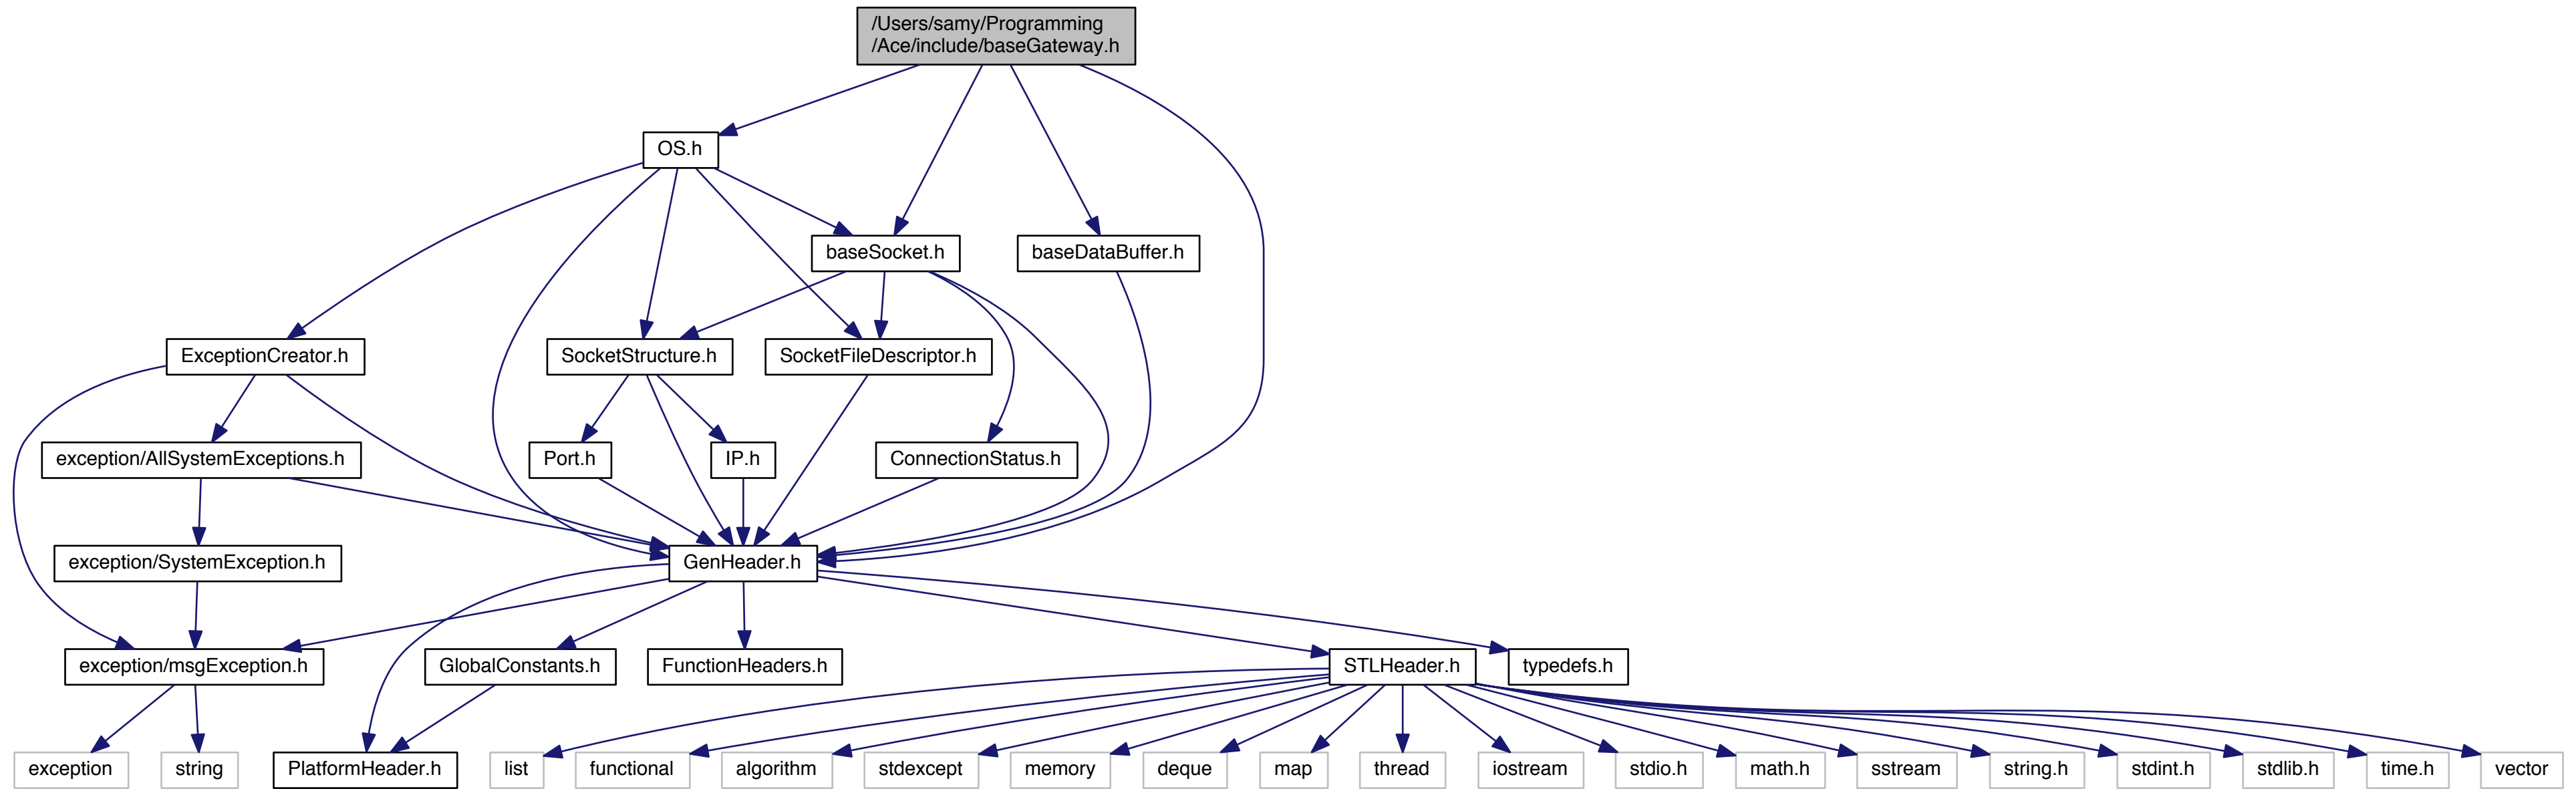 /Users/samy/Programming
/Ace/include/baseGateway.h
OS.h
baseSocket.h
baseDataBuffer.h
ExceptionCreator.h
SocketStructure.h
SocketFileDescriptor.h
exception/AllSystemExceptions.h
Port.h
IP.h
ConnectionStatus.h
exception/SystemException.h
GenHeader.h
exception/msgException.h
GlobalConstants.h
FunctionHeaders.h
STLHeader.h
typedefs.h
exception
string
PlatformHeader.h
list
functional
algorithm
stdexcept
memory
deque
map
thread
iostream
stdio.h
math.h
sstream
string.h
stdint.h
stdlib.h
time.h
vector